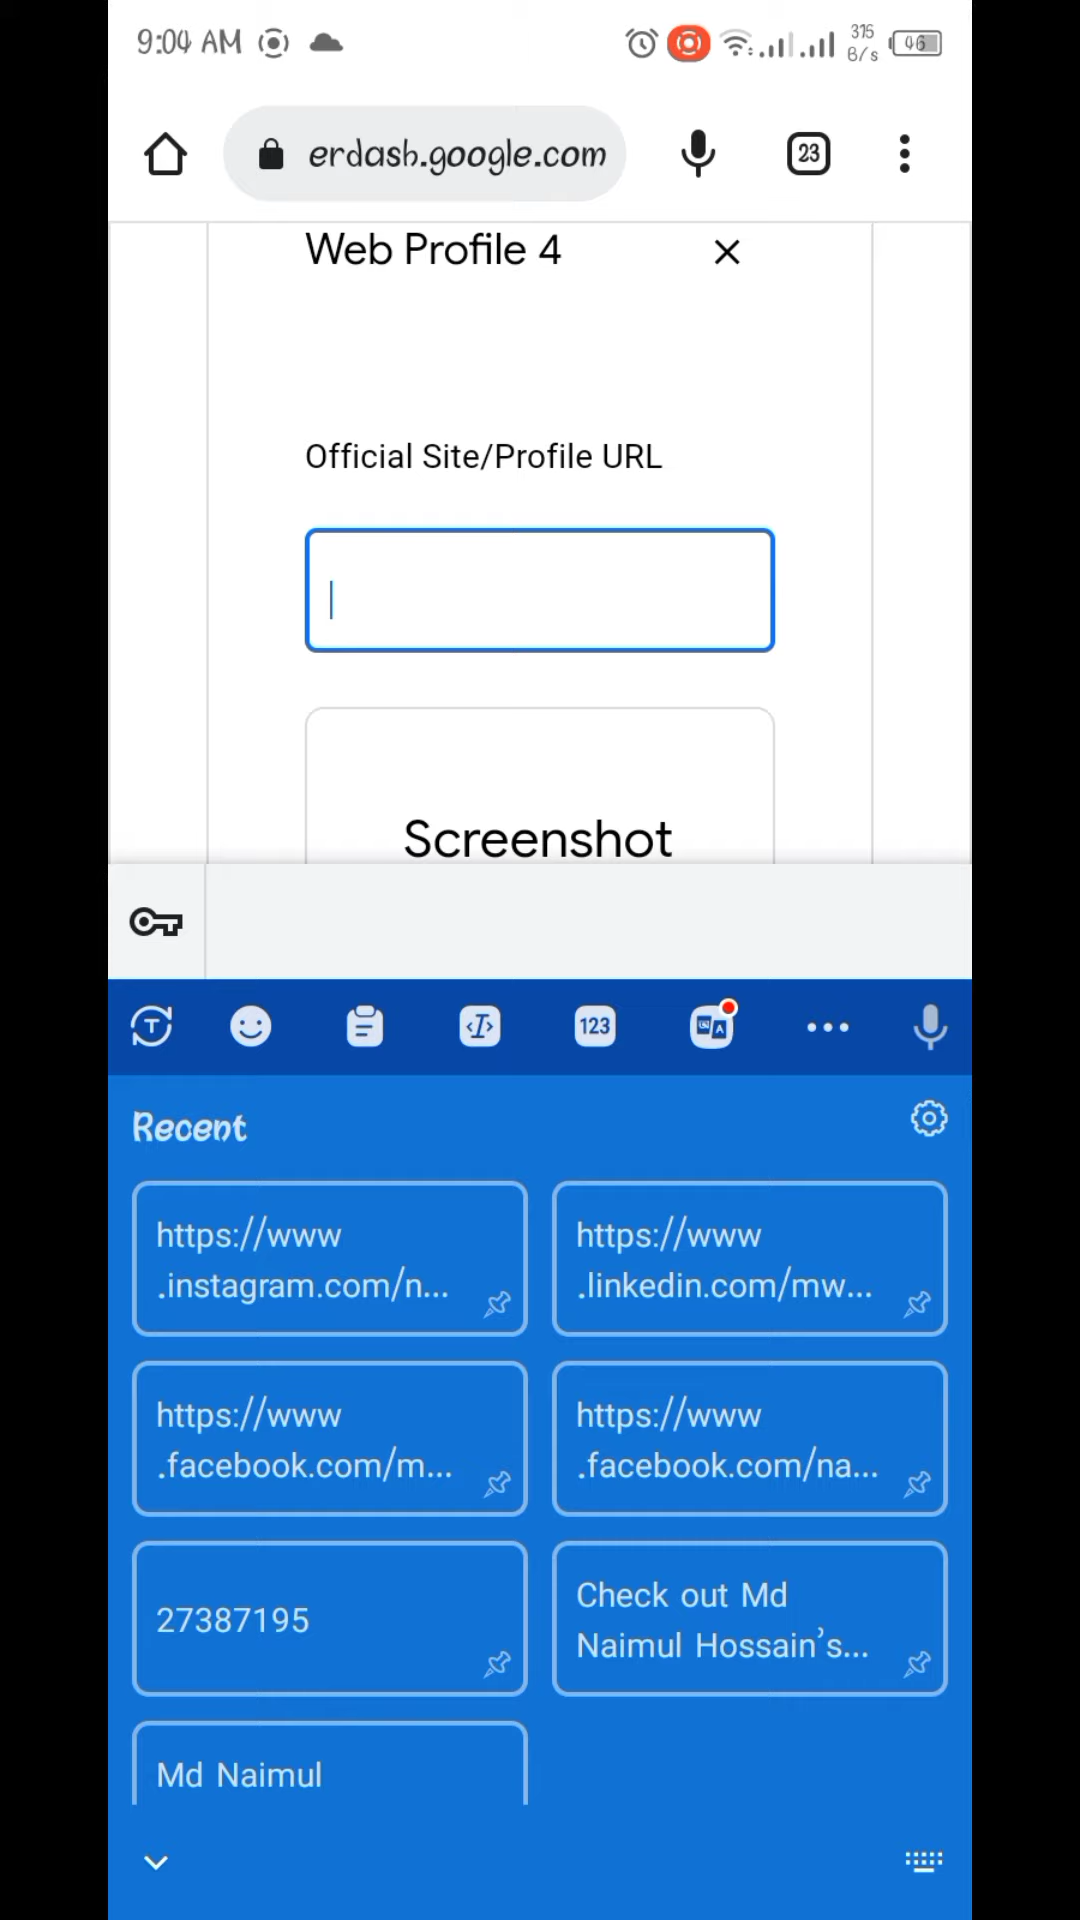 9:04 AM
315
B/s
46
erdash.google.com
23
Web Profile 4
Official Site/Profile URL
Screenshot
123
Recent
https://www
.instagram.com/n...
https://www
.linkedin.com/mw...
https://www
.facebook.com/m...
https://www
.facebook.com/na...
27387195
Check out Md
Naimul Hossain’s...
Md Naimul